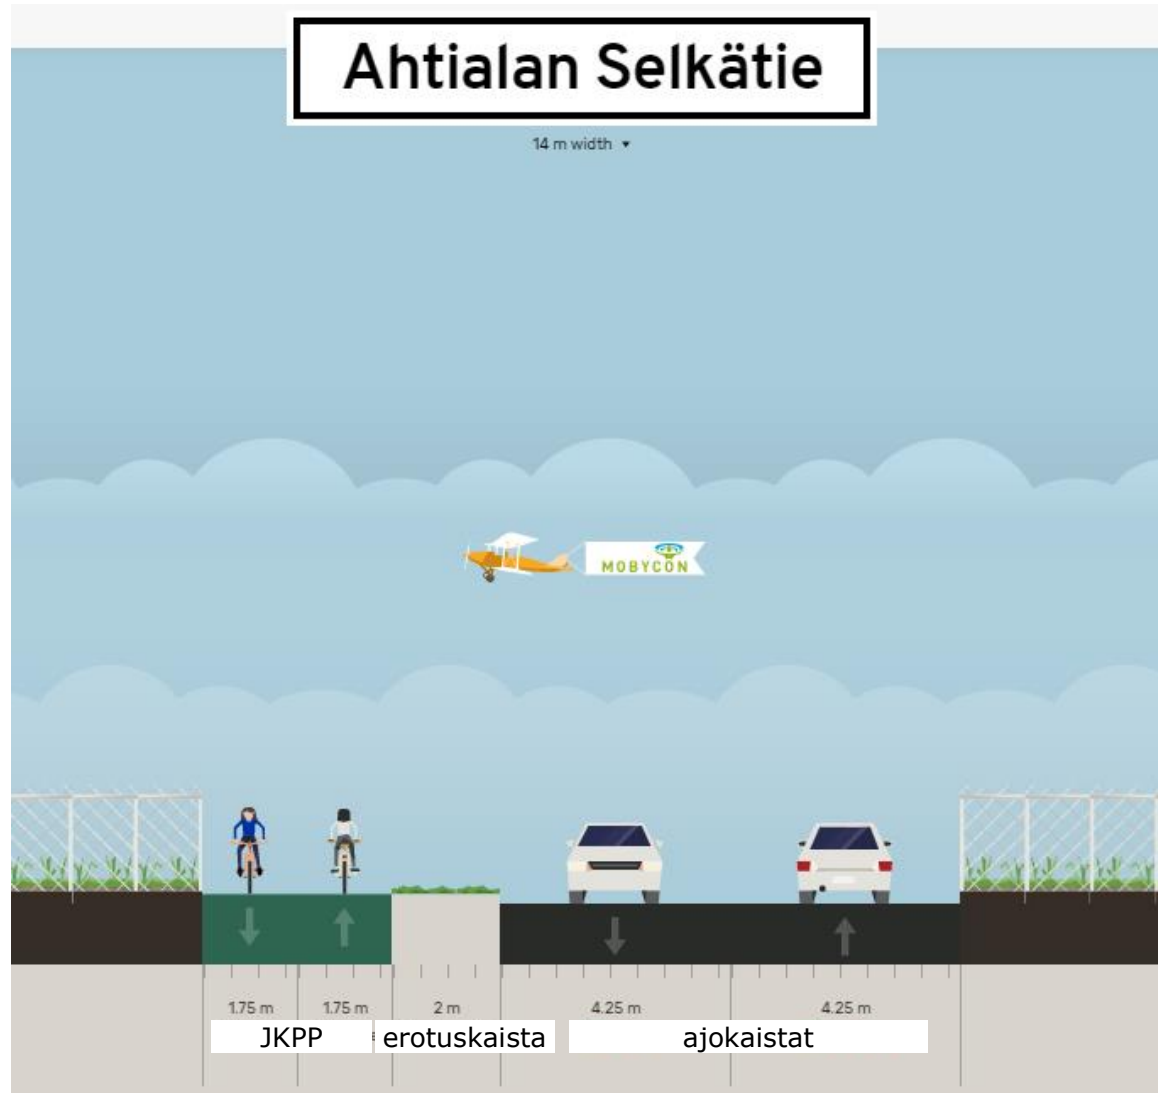 Ahtialan Selkätie
14 m width
MOBYCON
1.75 m 1.75 m 2 m 4.25 m 4.25 m
JKPP erotuskaista ajokaistat